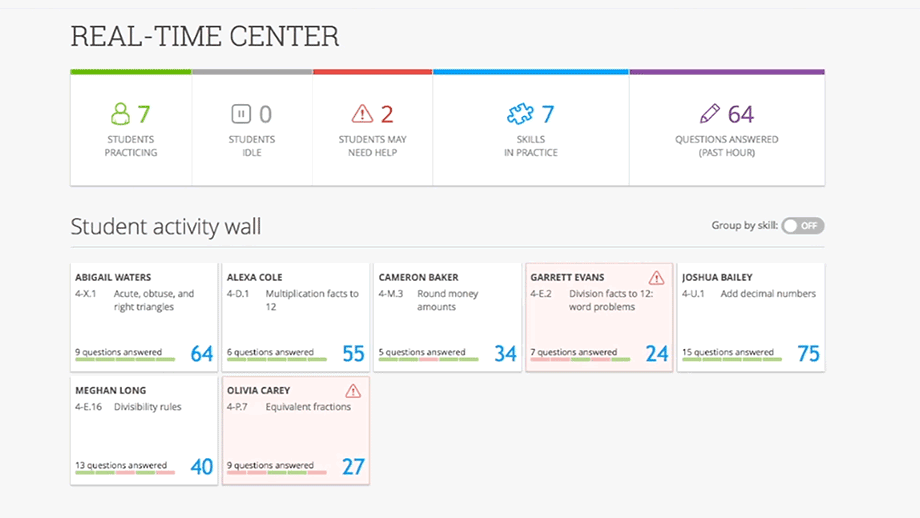 REAL-TIME CENTER
7
STUDENTS
PRACTICING
0
STUDENTS
IDLE
2
STUDENTS MAY
NEED HELP
7
SKILLS
IN PRACTICE
64
QUESTIONS ANSWERED
(PAST HOUR)
Student activity wall
Group by skill: OFF
ABIGAIL WATERS
4-X.1 Acute, obtuse, and
right triangles
9 questions answered 64
ALEXA COLE
4-D.1 Multiplication facts to
12
6 questions answered 55
CAMERON BAKER
4-M.3 Round money
amounts
5 questions answered 34
GARRETT EVANS
4-E.2 Division facts to 12:
word problems
7 questions answered 24
JOSHUA BAILEY
4-U.1 Add decimal numbers
15 questions answered 75
MEGHAN LONG
4-E.16 Divisibility rules
13 questions answered 40
OLIVIA CAREY
4-P.7 Equivalent fractions
9 questions answered 27